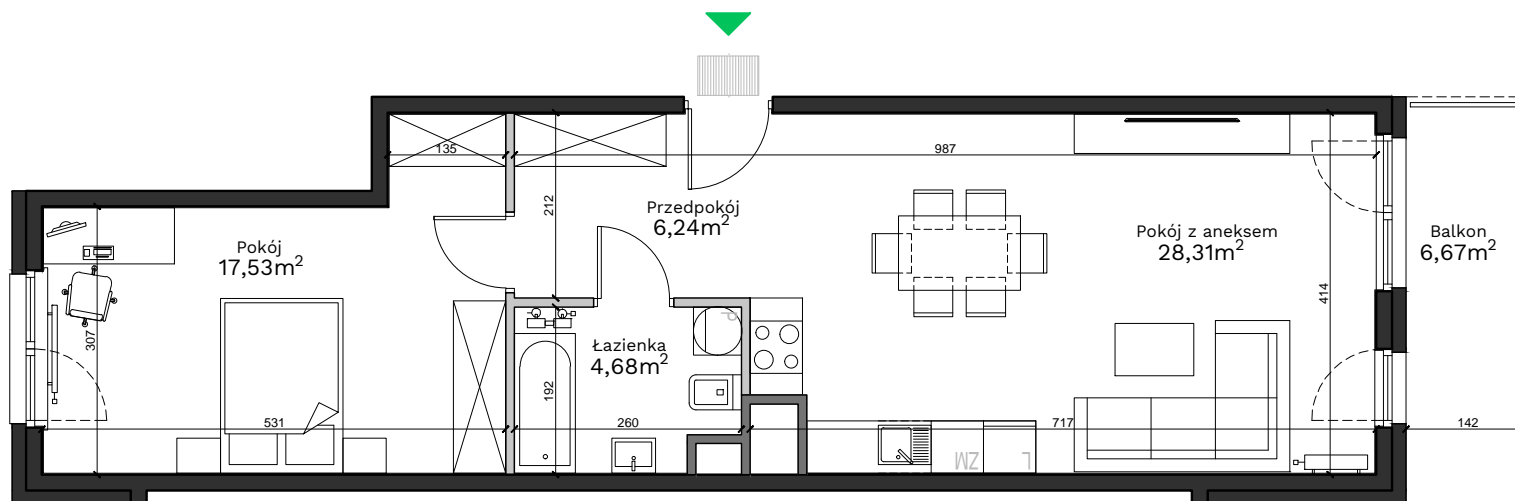 135
987
212
Przedpokój
6,24m²
Pokój
17,53m²
Pokój z aneksem
28,31m²
Balkon
6,67m²
414
307
P
Łazienka
4,68m²
192
531
260
717
142
ZM
L